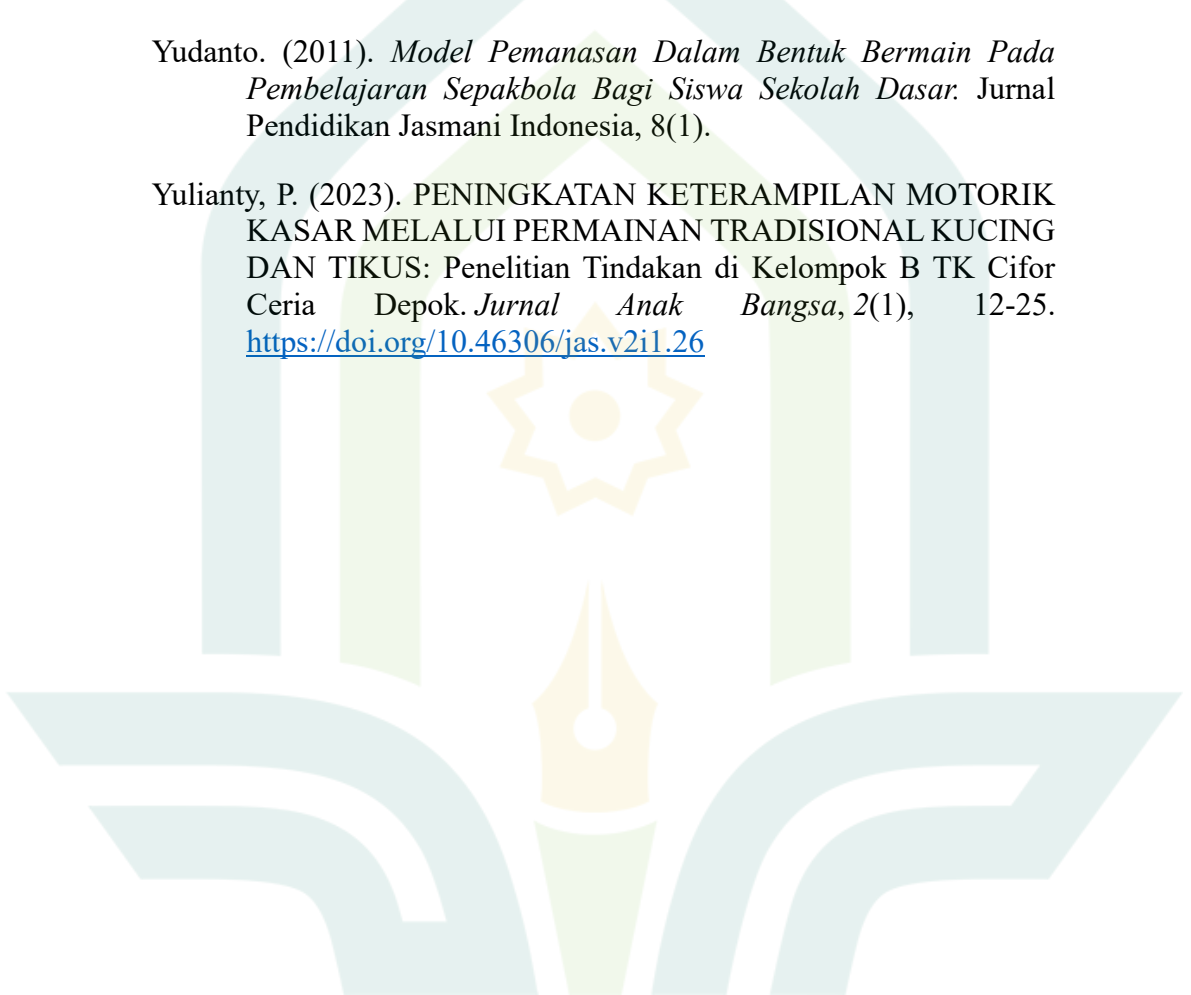 Yudanto. (2011). Model Pemanasan Dalam Bentuk Bermain Pada
Pembelajaran Sepakbola Bagi Siswa Sekolah Dasar. Jurnal
Pendidikan Jasmani Indonesia, 8(1).
Yulianty, P. (2023). PENINGKATAN KETERAMPILAN MOTORIK
KASAR MELALUI PERMAINAN TRADISIONAL KUCING
DAN TIKUS: Penelitian Tindakan di Kelompok B TK Cifor
Ceria Depok. Jurnal Anak Bangsa, 2(1), 12-25.
https://doi.org/10.46306/jas.v2i1.26